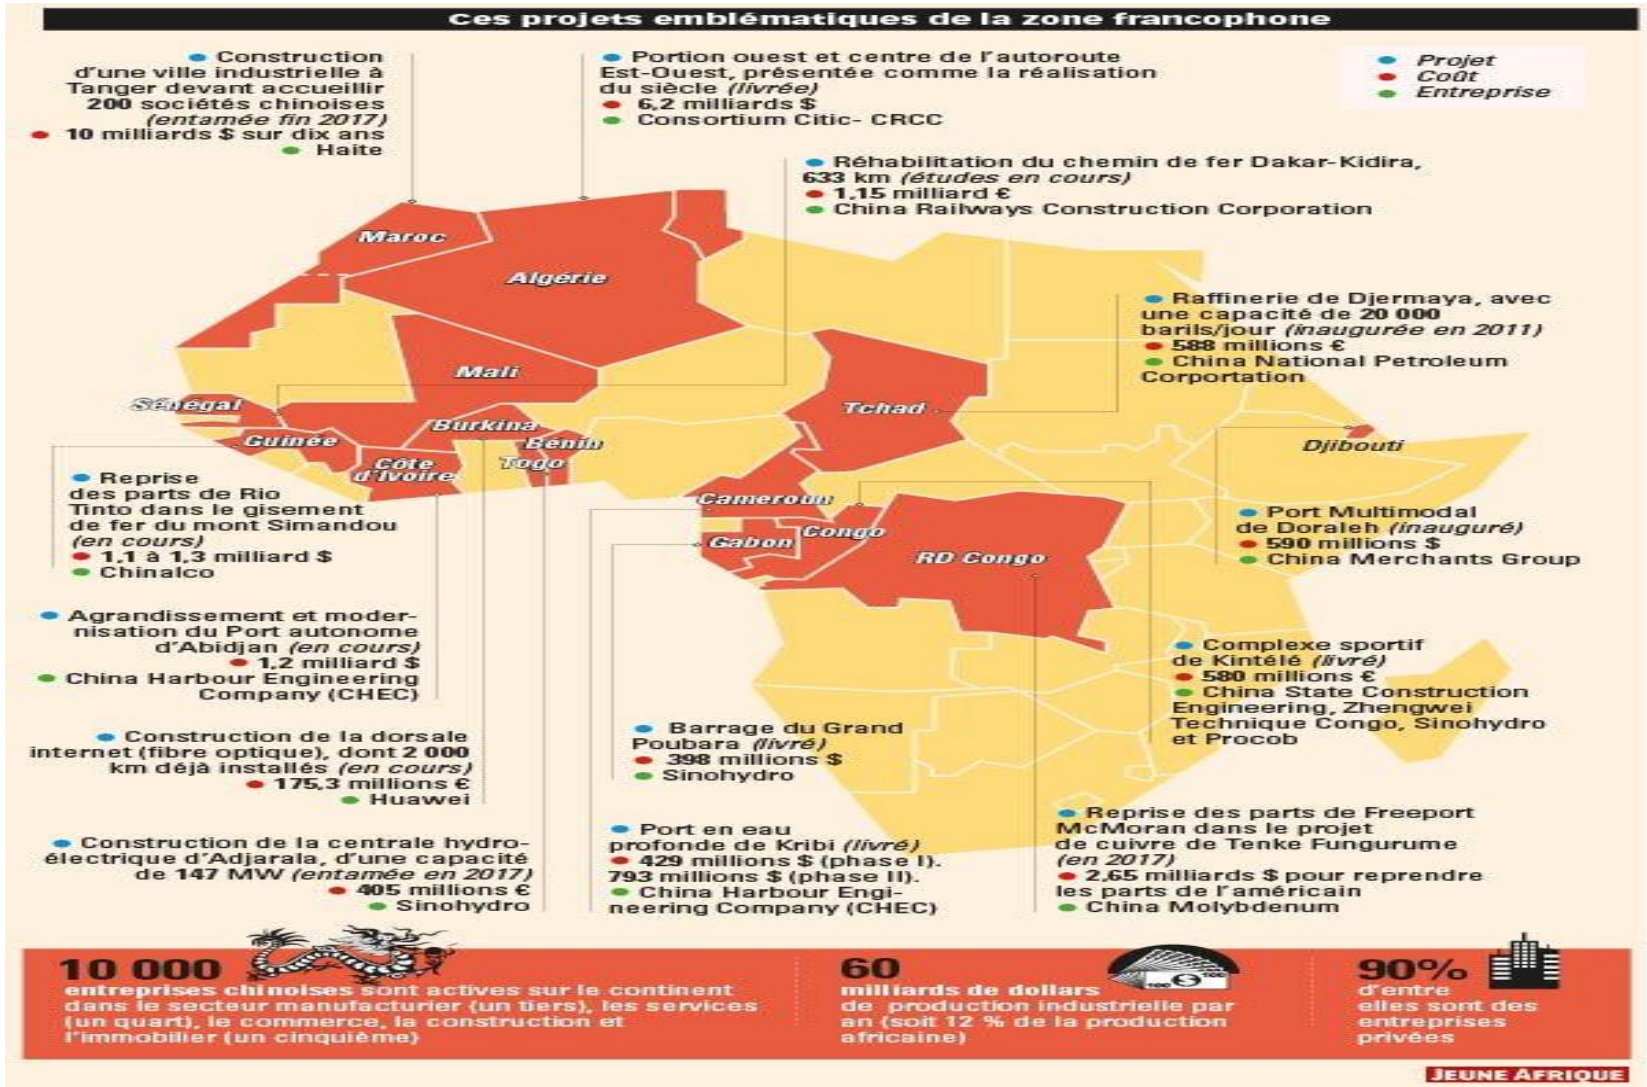 Ces projets emblématiques de la zone francophone
Construction
d'une ville industrielle à
Tanger devant accueillir
200 sociétés chinoises
(entamée fin 2017)
10 milliards $ sur dix ans
Haite
Portion ouest et centre de l'autoroute
Est-Ouest, présentée comme la réalisation
du siècle (livrée)
6,2 milliards $
Consortium Citic- CRCC
Projet
Coût
Entreprise
Réhabilitation du chemin de fer Dakar-Kidira,
633 km (études en cours)
1,15 milliard €
China Railways Construction Corporation
Raffinerie de Djermaya, avec
une capacité de 20 000
barils/jour (inaugurée en 2011)
588 millions €
China National Petroleum
Corportation
Maroc
Algérie
Mali
Sénégal
Guinée
Burkina
Bénin
Togo
Côte
d'Ivoire
Tchad
Djibouti
Cameroun
Gabon
Congo
RD Congo
Reprise
des parts de Rio
Tinto dans le gisement
de fer du mont Simandou
(en cours)
1,1 à 1,3 milliard $
Chinalco
Port Multimodal
de Doraleh (inauguré)
590 millions $
China Merchants Group
Agrandissement et moder-
nisation du Port autonome
d'Abidjan (en cours)
1,2 milliard $
China Harbour Engineering
Company (CHEC)
Complexe sportif
de Kintélé (livré)
580 millions €
China State Construction
Engineering, Zhengwei
Technique Congo, Sinohydro
et Procob
Construction de la dorsale
internet (fibre optique), dont 2 000
km déjà installés (en cours)
175,3 millions €
Huawei
Barrage du Grand
Poubara (livré)
398 millions $
Sinohydro
Construction de la centrale hydro-
électrique d'Adjarala, d'une capacité
de 147 MW (entamée en 2017)
405 millions €
Sinohydro
Port en eau
profonde de Kribi (livré)
429 millions $ (phase I).
793 millions $ (phase II).
China Harbour Engi-
neering Company (CHEC)
Reprise des parts de Freeport
McMoran dans le projet
de cuivre de Tenke Fungurume
(en 2017)
2,65 milliards $ pour reprendre
les parts de l'américain
China Molybdenum
10 000
entreprises chinoises sont actives sur le continent
dans le secteur manufacturier (un tiers), les services
(un quart), le commerce, la construction et
l'immobilier (un cinquième)
60
milliards de dollars
de production industrielle par
an (soit 12 % de la production
africaine)
90%
d'entre
elles sont des
entreprises
privées
JEUNE AFRIQUE